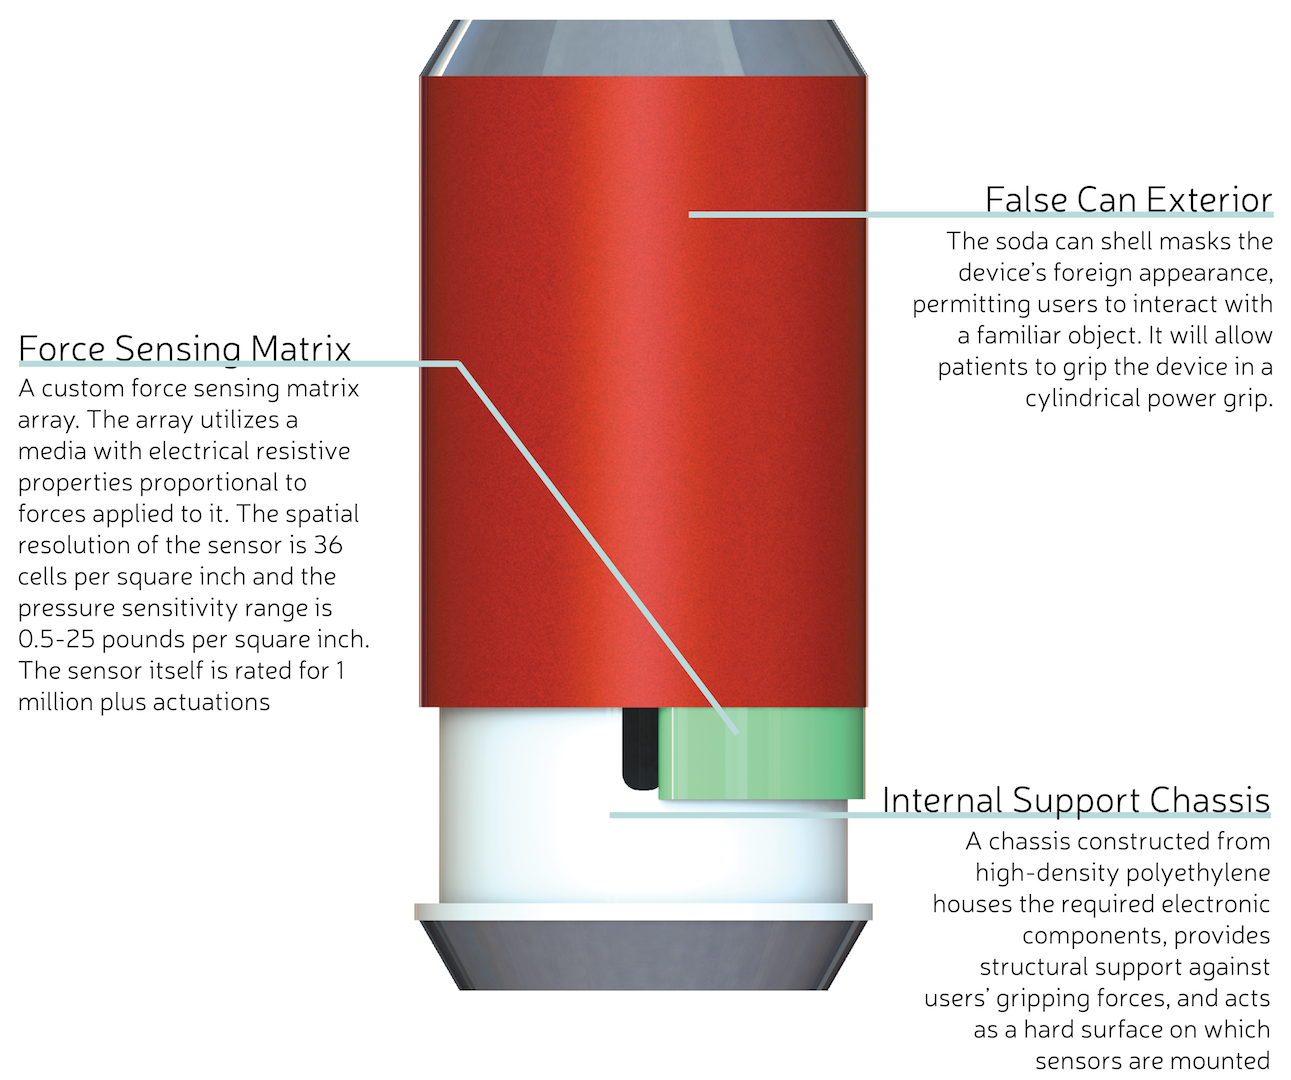 False Can Exterior
The soda can shell masks the
device’s foreign appearance,
permitting users to interact with
a familiar object. It will allow
patients to grip the device in a
cylindrical power grip.
Force Sensing Matrix
A custom force sensing matrix
array. The array utilizes a
media with electrical resistive
properties proportional to
forces applied to it. The spatial
resolution of the sensor is 36
cells per square inch and the
pressure sensitivity range is
0.5-25 pounds per square inch.
The sensor itself is rated for 1
million plus actuations
Internal Support Chassis
A chassis constructed from
high-density polyethylene
houses the required electronic
components, provides
structural support against
users’ gripping forces, and acts
as a hard surface on which
sensors are mounted